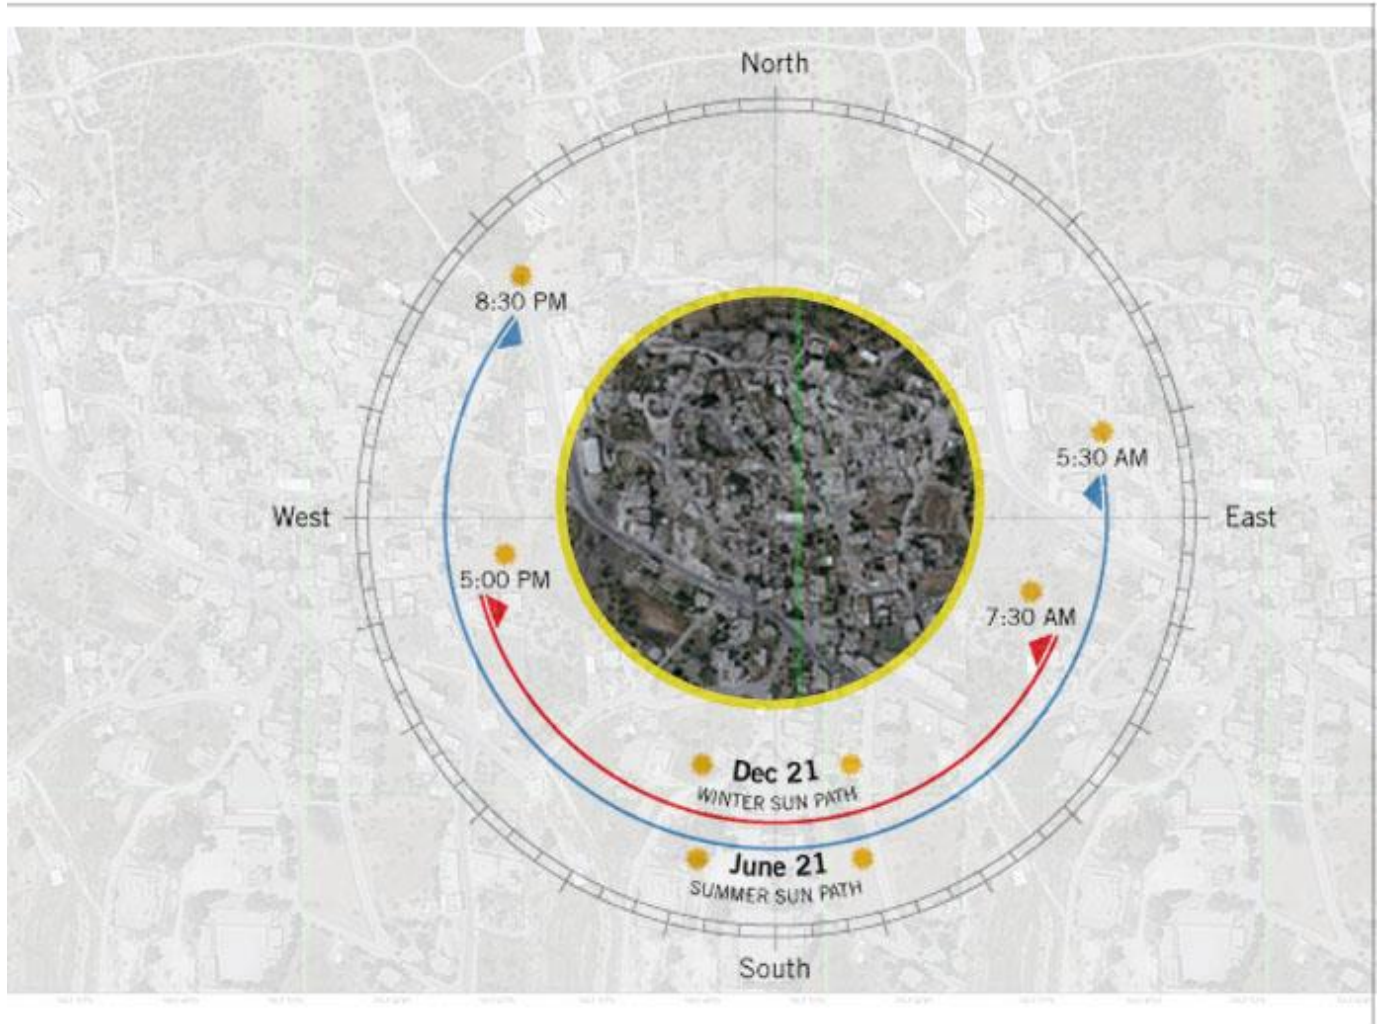 North
8:30 PM
5:30 AM
West
East
5:00 PM
7:30 AM
Dec 21
WINTER SUN PATH
June 21
SUMMER SUN PATH
South